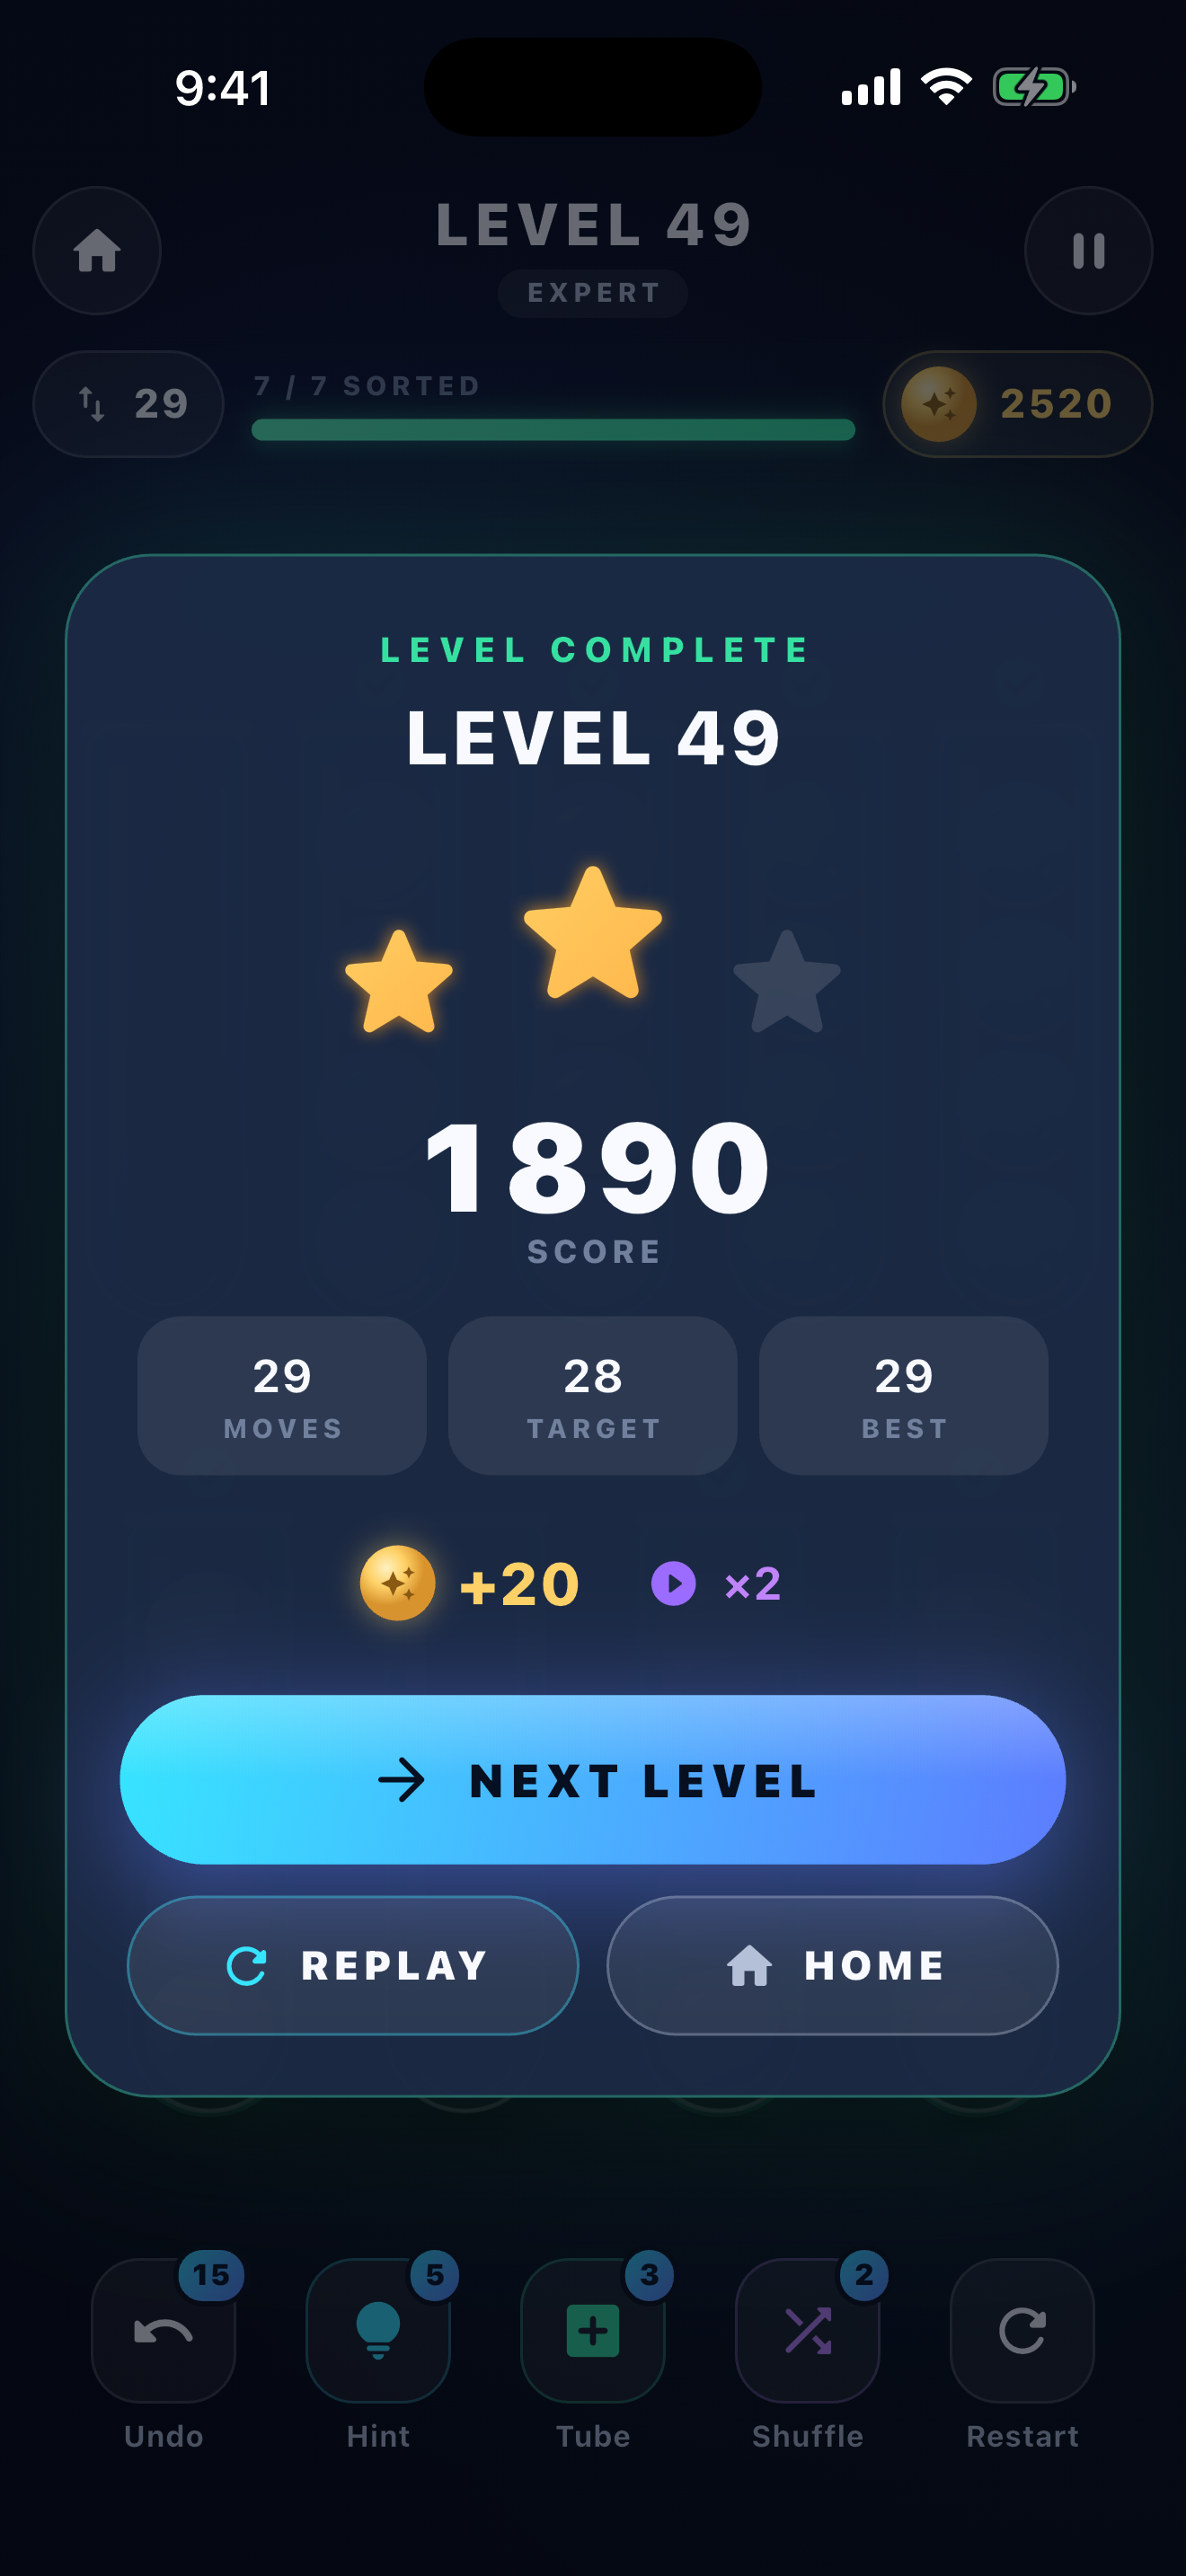 9:41
LEVEL 49
EXPERT
29
7 / 7 SORTED
2520
LEVEL COMPLETE
LEVEL 49
1890
SCORE
29
MOVES
28
TARGET
29
BEST
+20
×2
NEXT LEVEL
REPLAY
HOME
15
5
3
2
Undo
Hint
Tube
Shuffle
Restart